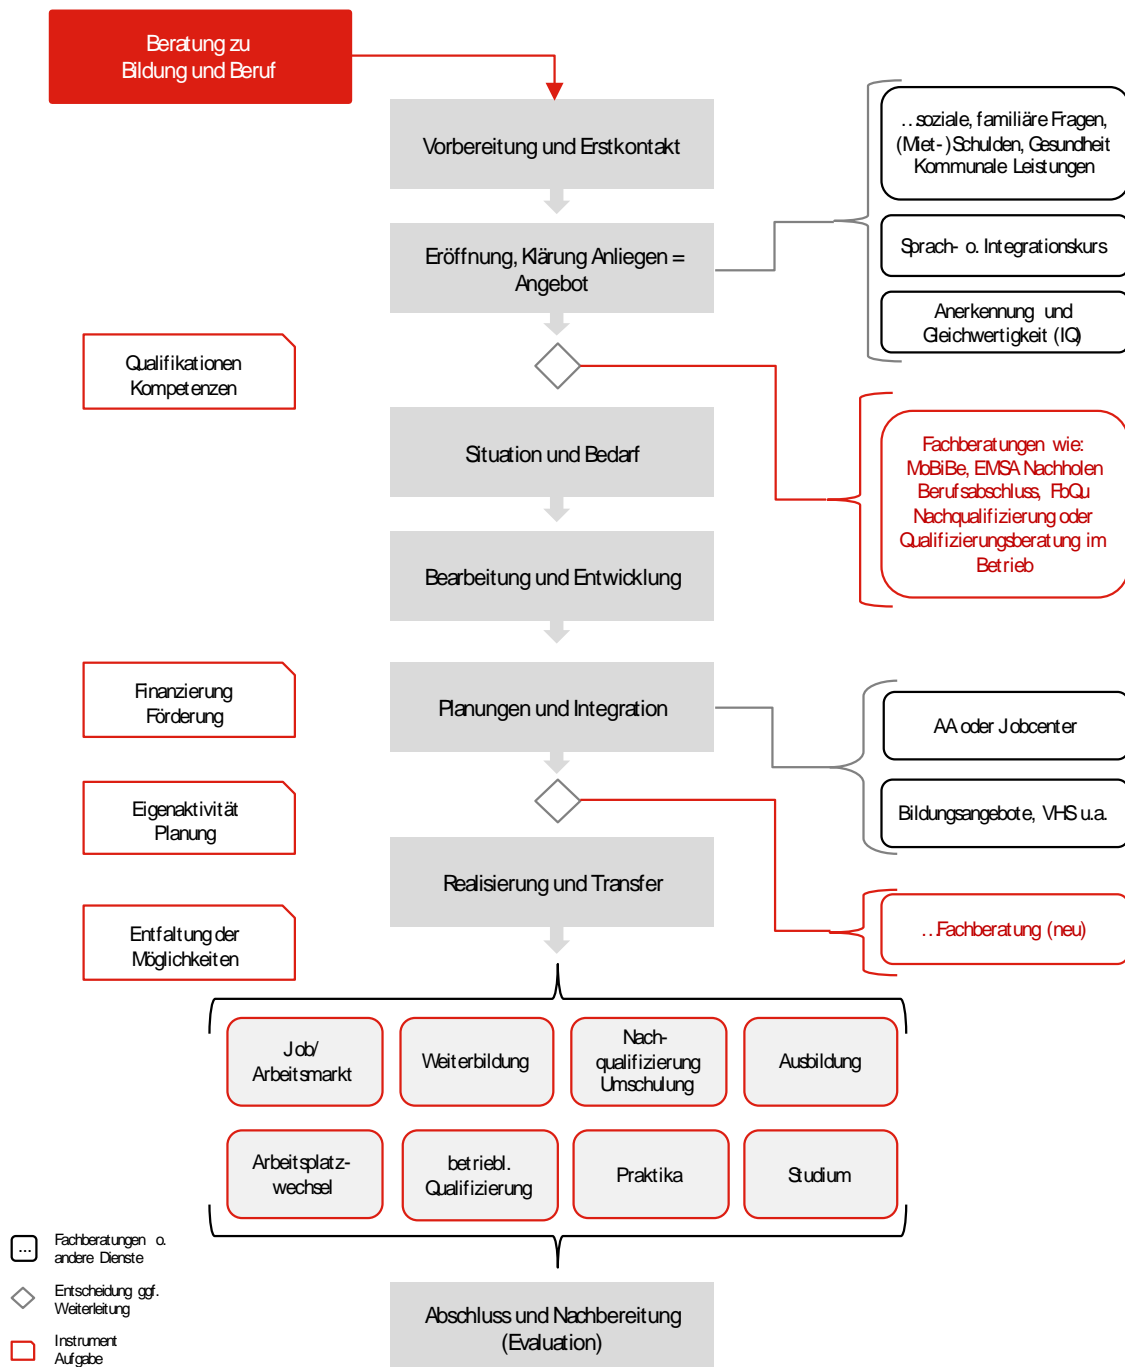 Beratung zu
Bildung und Beruf
Vorbereitung und Erstkontakt
…soziale, familiäre Fragen,
(Miet-)Schulden, Gesundheit
Kommunale Leistungen
Eröffnung, Klärung Anliegen =
Angebot
Sprach- o. Integrationskurs
Anerkennung und
Gleichwertigkeit (IQ)
Qualifikationen
Kompetenzen
Situation und Bedarf
Fachberatungen wie:
MoBiBe, EMSA Nachholen
Berufsabschluss, FbQu
Nachqualifizierung oder
Qualifizierungsberatung im
Betrieb
Bearbeitung und Entwicklung
Finanzierung
Förderung
Planungen und Integration
AA oder Jobcenter
Eigenaktivität
Planung
Bildungsangebote, VHS u.a.
Realisierung und Transfer
Entfaltung der
Möglichkeiten
…Fachberatung (neu)
Job/
Arbeitsmarkt
Weiterbildung
Nach-
qualifizierung
Umschulung
Ausbildung
Arbeitsplatz-
wechsel
betriebl.
Qualifizierung
Praktika
Studium
…
Fachberatungen o.
andere Dienste
Entscheidung ggf.
Weiterleitung
Instrument
Aufgabe
Abschluss und Nachbereitung
(Evaluation)